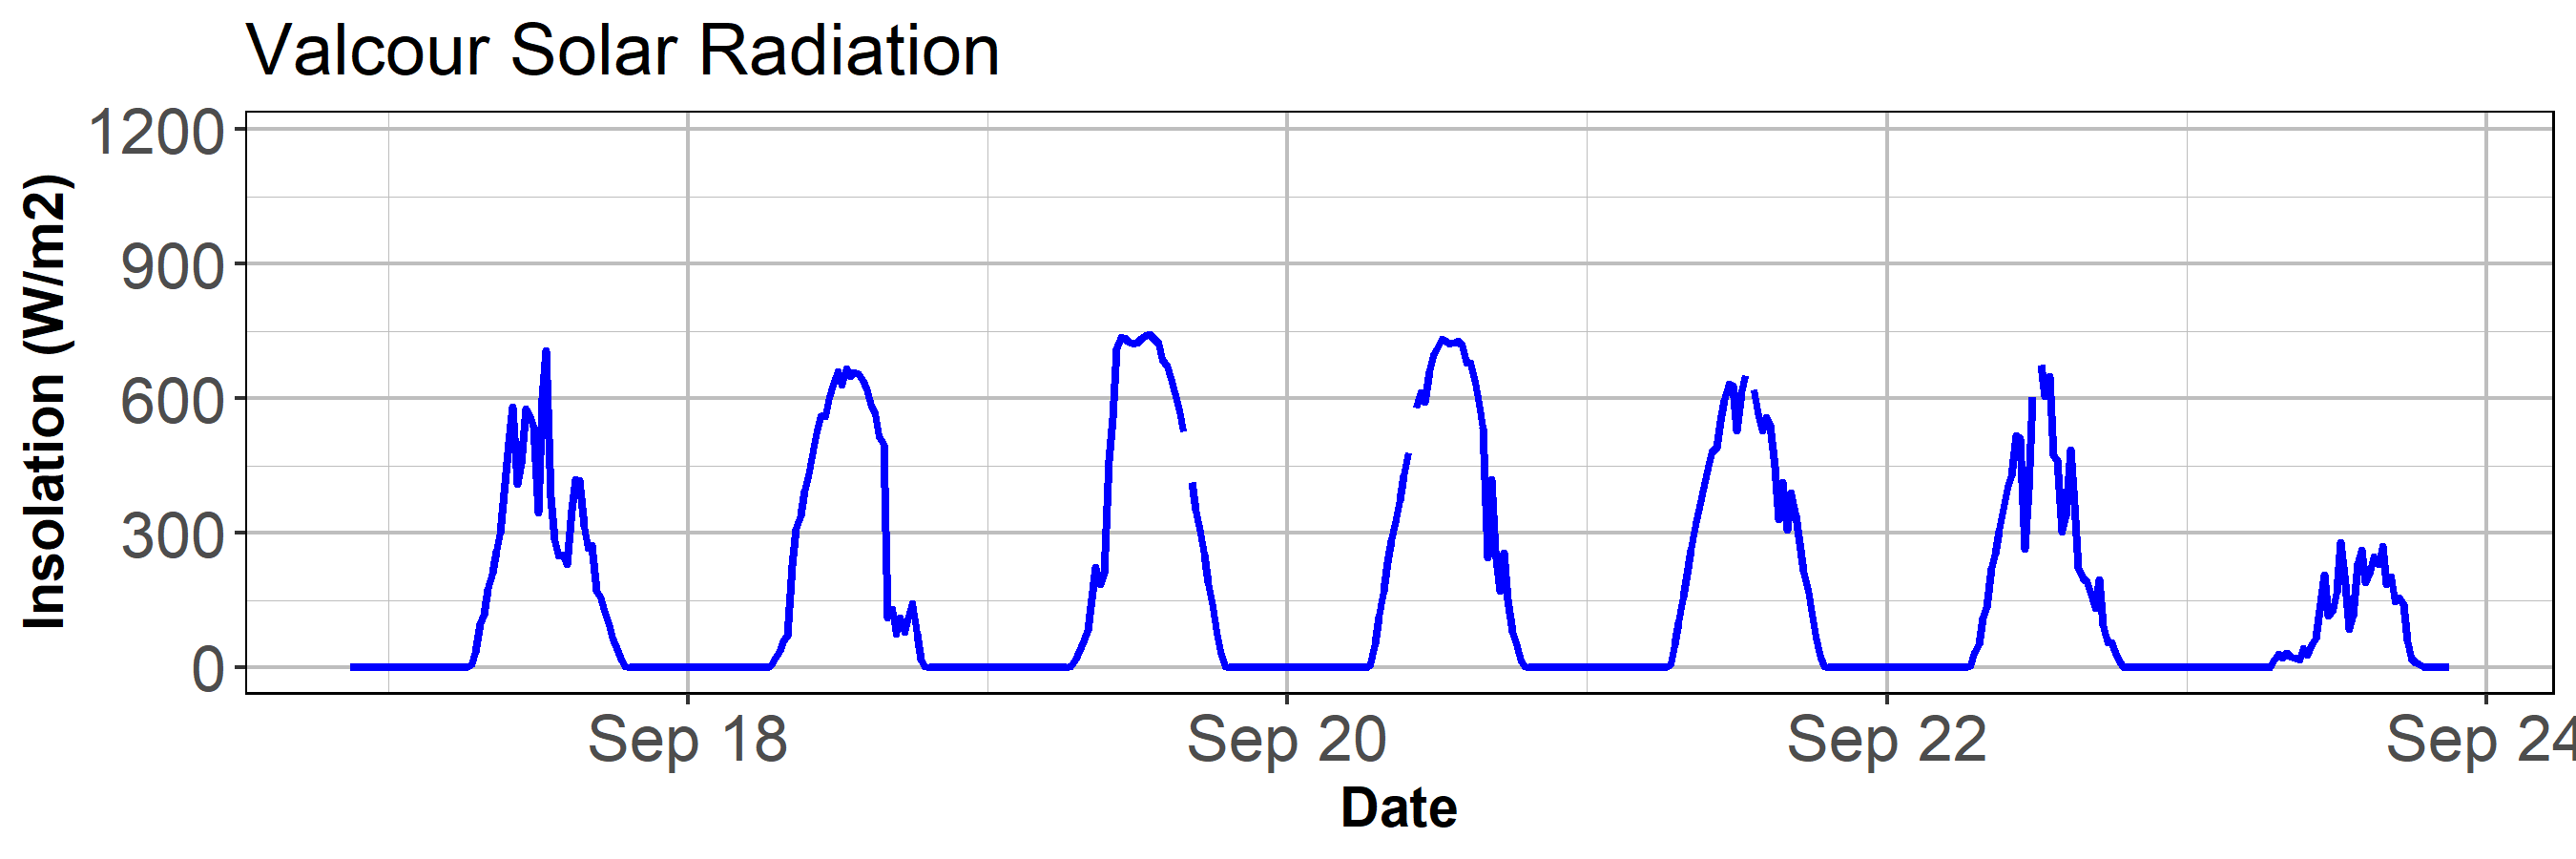 Valcour Solar Radiation
1200
900
600
300
0
Insolation (W/m2)
Sep 18
Sep 20
Sep 22
Sep 24
Date